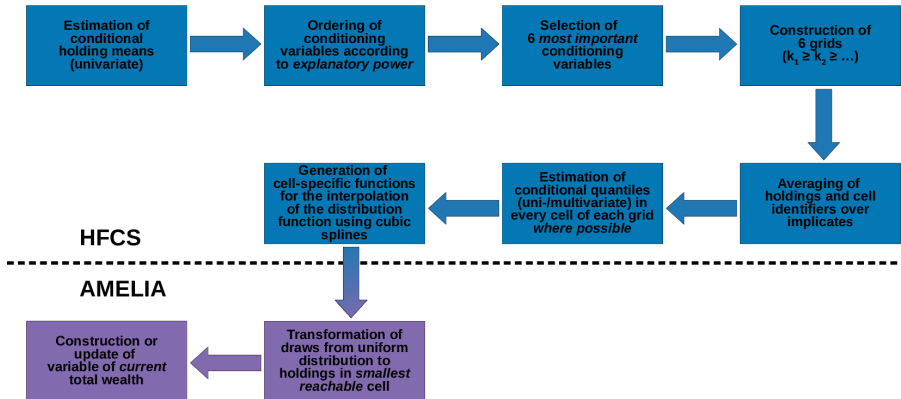 Estimation of
conditional
holding means
(univariate)
Ordering of
conditioning
variables according
to explanatory power
Selection of
6 most important
conditioning
variables
Construction of
6 grids
(k₁ ≥ k₂ ≥ ...)
Averaging of
holdings and cell
identifiers over
implicates
Estimation of
conditional quantiles
(uni-/multivariate) in
every cell of each grid
where possible
Generation of
cell-specific functions
for the interpolation
of the distribution
function using cubic
splines
HFCS
AMELIA
Transformation of
draws from uniform
distribution to
holdings in smallest
reachable cell
Construction or
update of
variable of current
total wealth